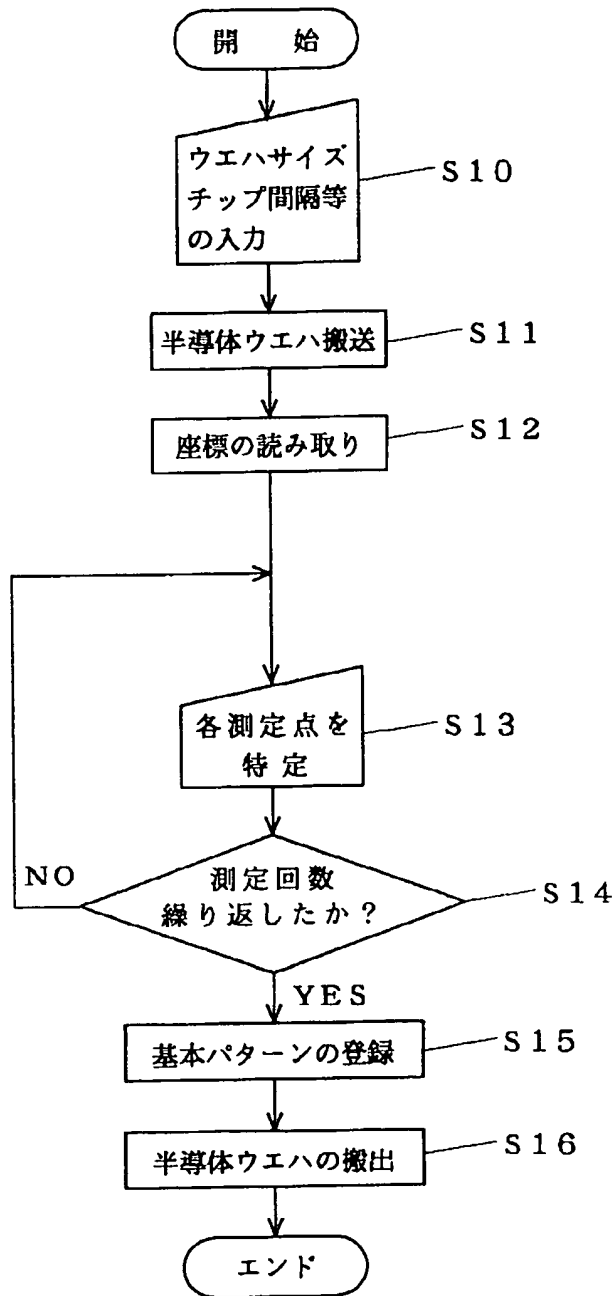 開 始
ウエハサイズ
チップ間隔等
の入力
S10
半導体ウエハ搬送
S11
座標の読み取り
S12
各測定点を
特定
S13
測定回数
繰り返したか?
S14
NO
YES
基本パターンの登録
S15
半導体ウエハの搬出
S16
エンド